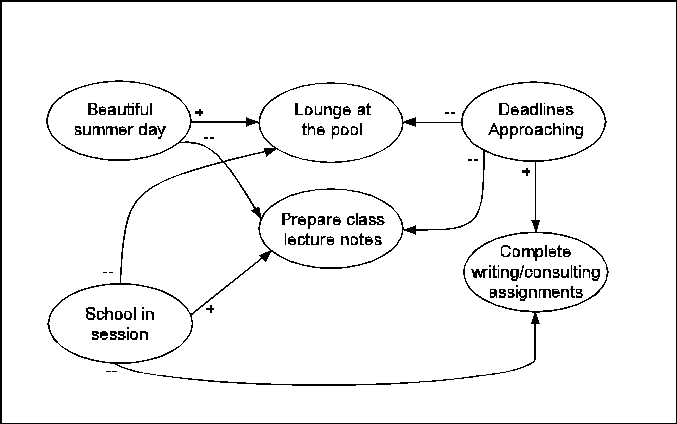 Beautiful
summer day
+
--
Lounge at
the pool
--
Deadlines
Approaching
--
+
Prepare class
lecture notes
Complete
writing/consulting
assignments
--
School in
session
+
--